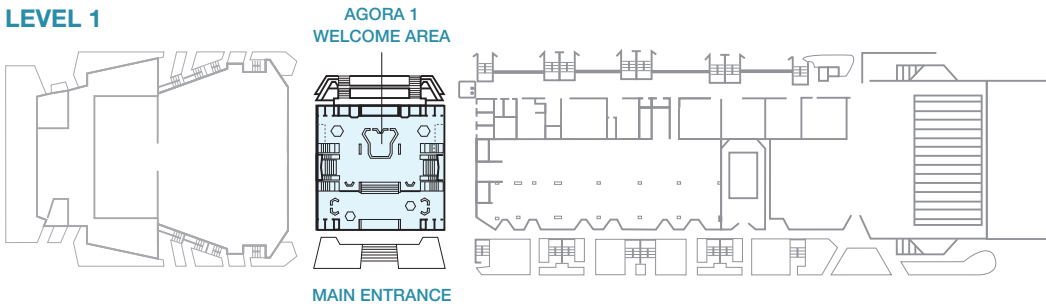 LEVEL 1
AGORA 1
WELCOME AREA
MAIN ENTRANCE